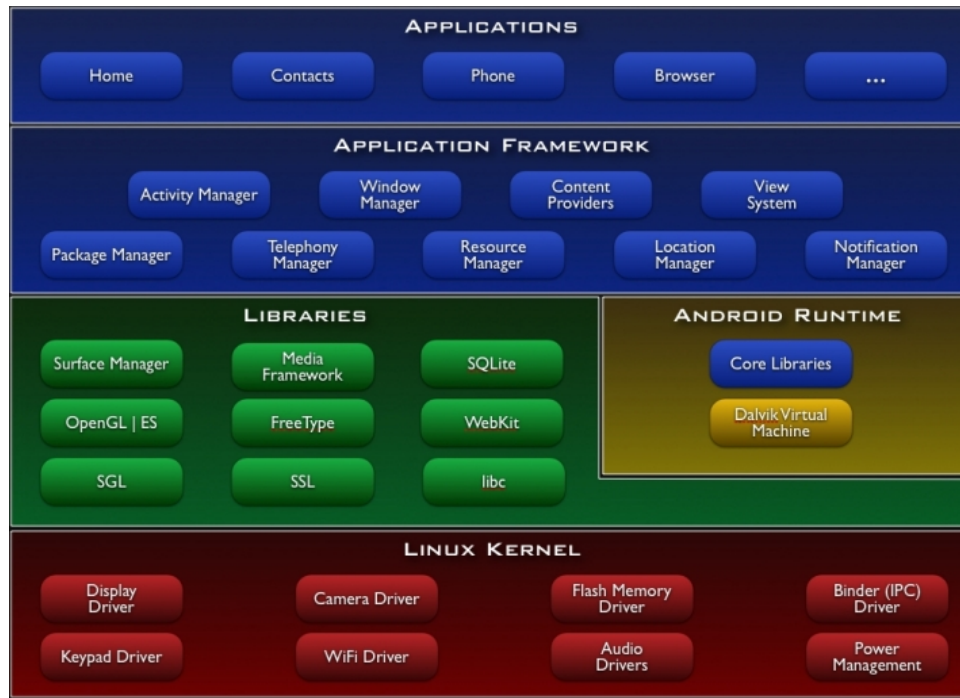 APPLICATIONS
Home
Contacts
Phone
Browser
...
APPLICATION FRAMEWORK
Activity Manager
Window
Manager
Content
Providers
View
System
Package Manager
Telephony
Manager
Resource
Manager
Location
Manager
Notification
Manager
LIBRARIES
Surface Manager
Media
Framework
SQLite
OpenGL | ES
FreeType
WebKit
SGL
SSL
libc
ANDROID RUNTIME
Core Libraries
Dalvik Virtual
Machine
LINUX KERNEL
Display
Driver
Camera Driver
Flash Memory
Driver
Binder (IPC)
Driver
Keypad Driver
WiFi Driver
Audio
Drivers
Power
Management